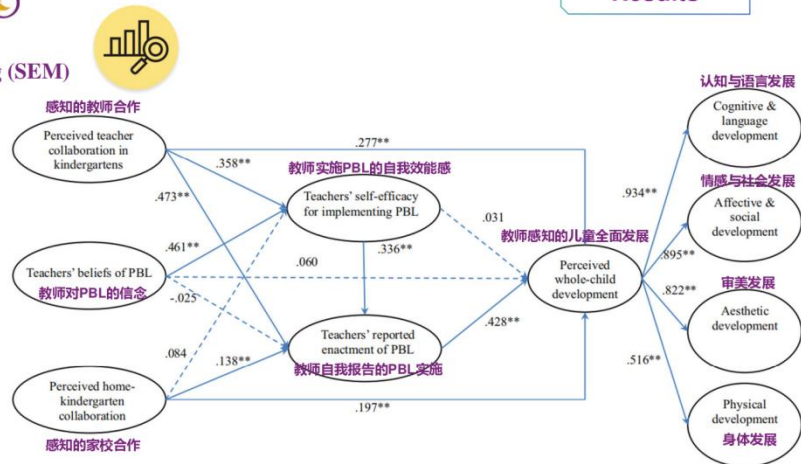 Results
(SEM)
感知的教师合作
Perceived teacher
collaboration in
kindergartens
.277**
.358**
.473**
教师实施PBL的自我效能感
Teachers' self-efficacy
for implementing PBL
.031
.461**
.336**
.060
Teachers' beliefs of PBL
教师对PBL的信念
-.025
.084
Teachers' reported
enactment of PBL
教师自我报告的PBL实施
.428**
.138**
Perceived home-
kindergarten
collaboration
感知的家校合作
.197**
教师感知的儿童全面发展
Perceived
whole-child
development
认知与语言发展
Cognitive &
language
development
.934**
情感与社会发展
Affective &
social
development
.895**
.822**
审美发展
Aesthetic
development
.516**
Physical
development
身体发展